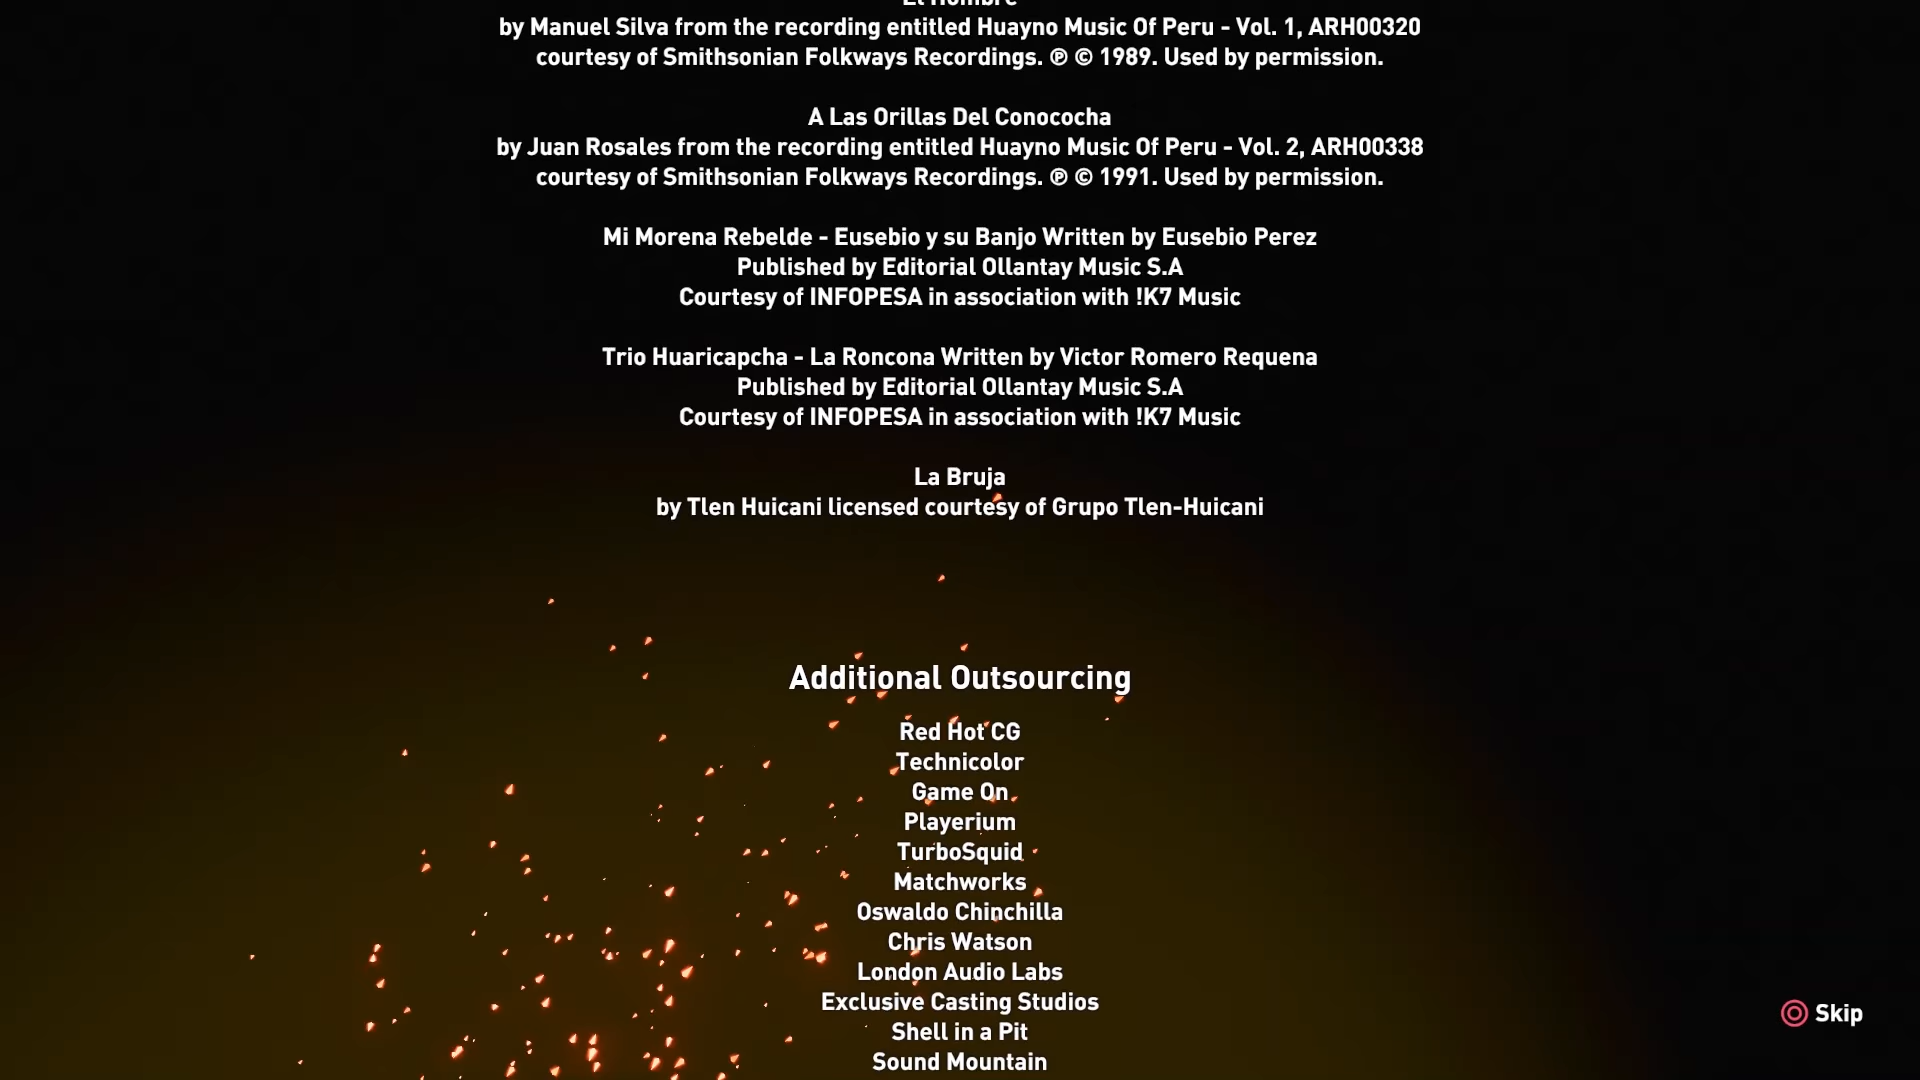 El Hombre
by Manuel Silva from the recording entitled Huayno Music Of Peru - Vol. 1, ARH00320
courtesy of Smithsonian Folkways Recordings. ℗ © 1989. Used by permission.
A Las Orillas Del Conococha
by Juan Rosales from the recording entitled Huayno Music Of Peru - Vol. 2, ARH00338
courtesy of Smithsonian Folkways Recordings. ℗ © 1991. Used by permission.
Mi Morena Rebelde - Eusebio y su Banjo Written by Eusebio Perez
Published by Editorial Ollantay Music S.A
Courtesy of INFOPESA in association with !K7 Music
Trio Huaricapcha - La Roncona Written by Victor Romero Requena
Published by Editorial Ollantay Music S.A
Courtesy of INFOPESA in association with !K7 Music
La Bruja
by Tlen Huicani licensed courtesy of Grupo Tlen-Huicani
Additional Outsourcing
Red Hot CG
Technicolor
Game On
Playerium
TurboSquid
Matchworks
Oswaldo Chinchilla
Chris Watson
London Audio Labs
Exclusive Casting Studios
Shell in a Pit
Sound Mountain
Skip